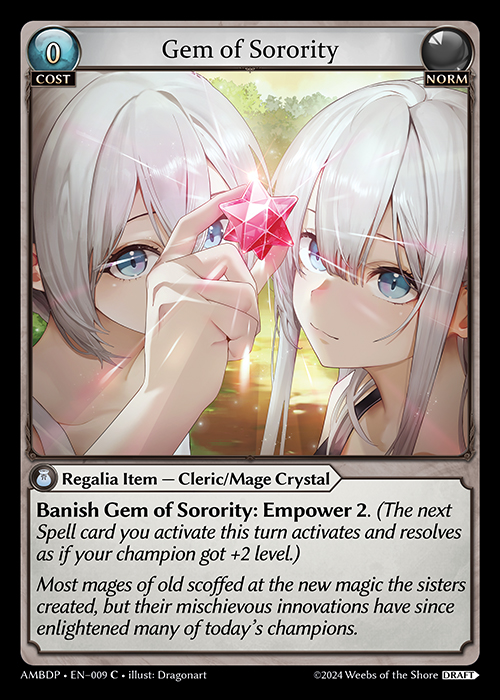 0
Gem of Sorority
COST
NORM
Regalia Item — Cleric/Mage Crystal
Banish Gem of Sorority: Empower 2. (The next
Spell card you activate this turn activates and resolves
as if your champion got +2 level.)
Most mages of old scoffed at the new magic the sisters
created, but their mischievous innovations have since
enlightened many of today's champions.
AMBDP • EN–009 C • illust: Dragonart
©2024 Weebs of the Shore DRAFT